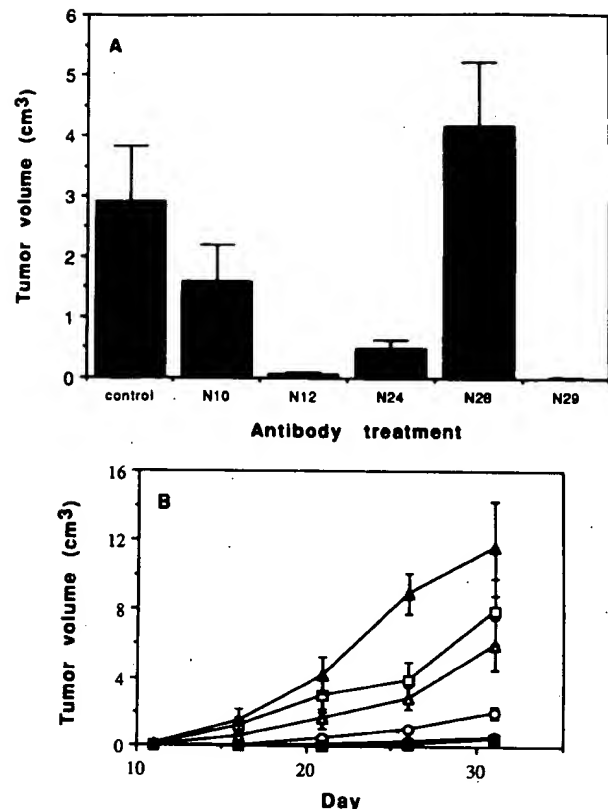 A
Tumor volume (cm3)
6
5
4
3
2
1
0
control N10 N12 N24 N28 N29
Antibody treatment
B
Tumor volume (cm3)
16
12
8
4
0
10 20 30
Day